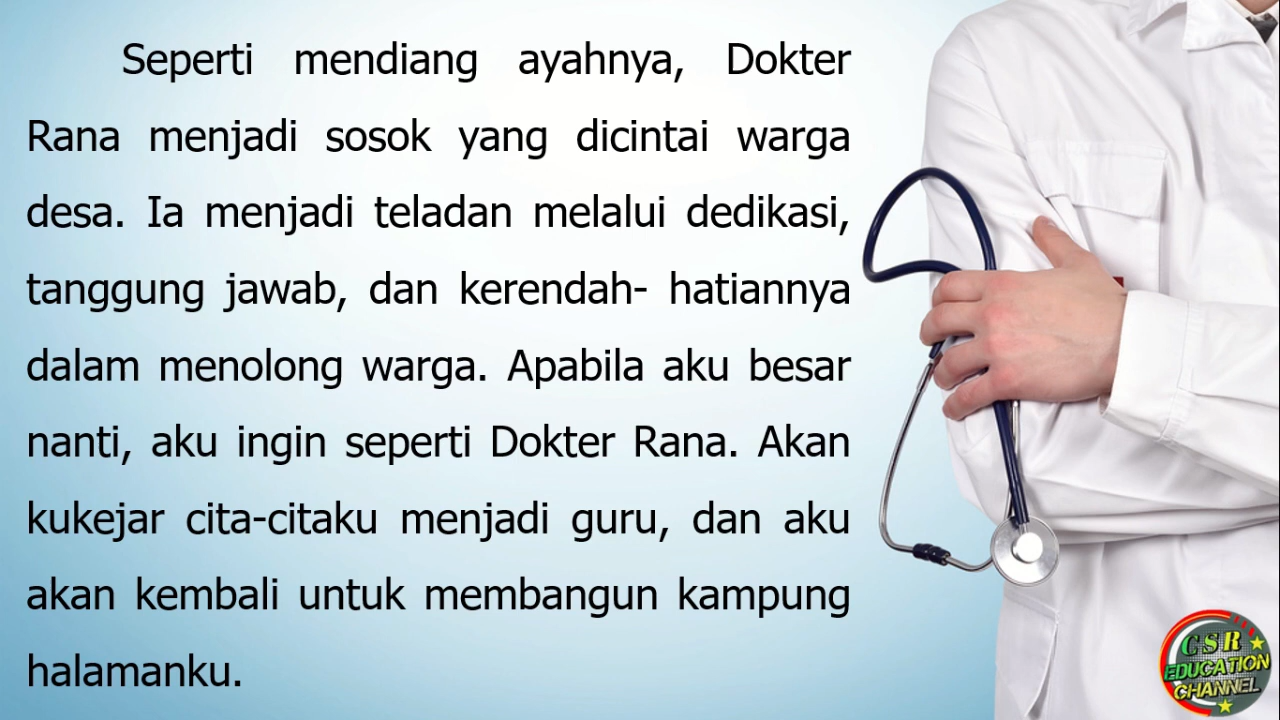 Seperti mendiang ayahnya, Dokter
Rana menjadi sosok yang dicintai warga
desa. Ia menjadi teladan melalui dedikasi,
tanggung jawab, dan kerendah- hatiannya
dalam menolong warga. Apabila aku besar
nanti, aku ingin seperti Dokter Rana. Akan
kukejar cita-citaku menjadi guru, dan aku
akan kembali untuk membangun kampung
halamanku.
CSR
EDUCATION
CHANNEL